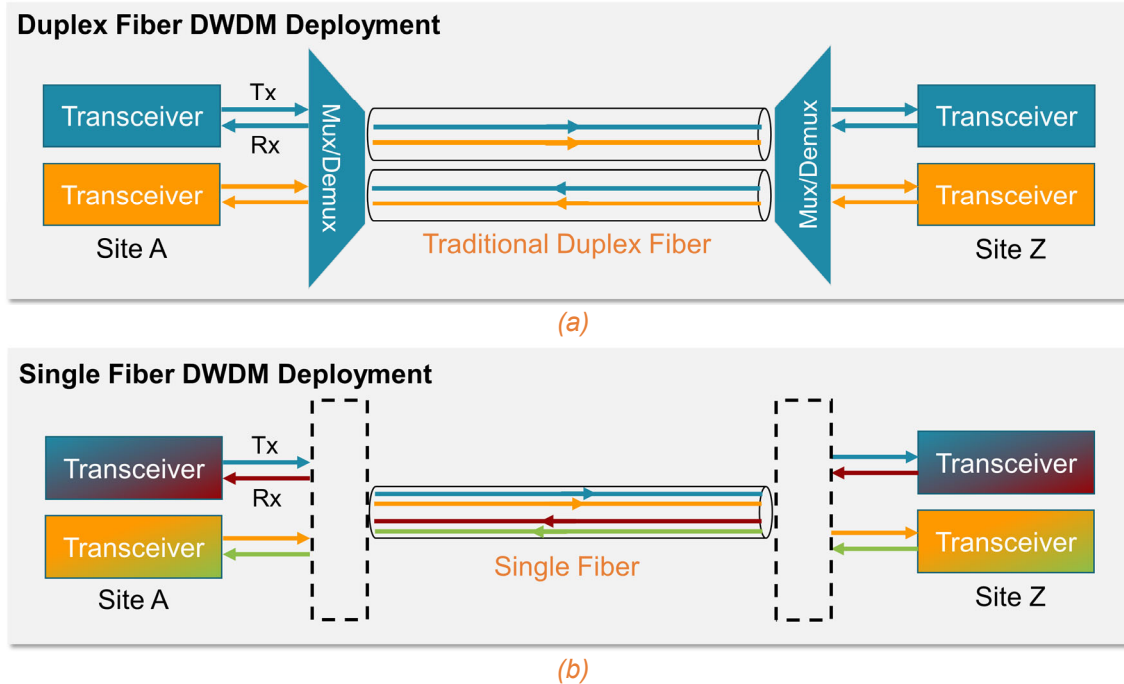 Duplex Fiber DWDM Deployment
Tx
Transceiver
Rx
Transceiver
Site A
Mux/Demux
Traditional Duplex Fiber
Mux/Demux
Transceiver
Transceiver
Site Z
(a)
Single Fiber DWDM Deployment
Tx
Transceiver
Rx
Transceiver
Site A
Single Fiber
Transceiver
Transceiver
Site Z
(b)